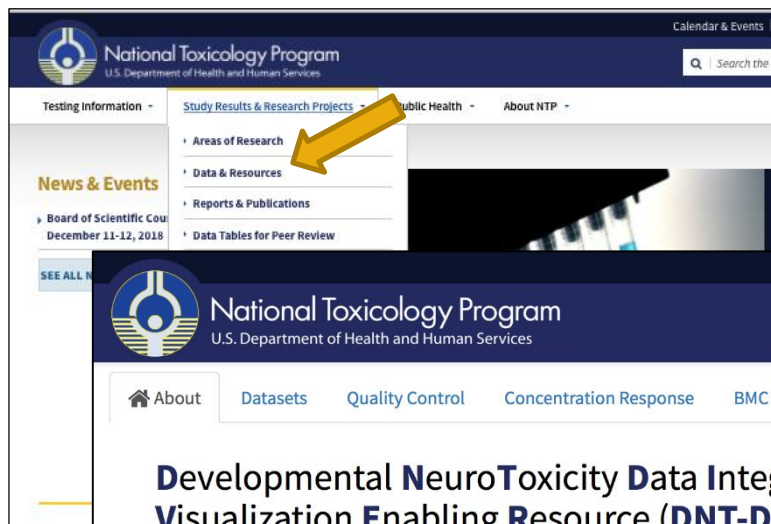 Calendar & Events
National Toxicology Program
U.S. Department of Health and Human Services
Search the
Testing Information
Study Results & Research Projects
Public Health
About NTP
Areas of Research
Data & Resources
Reports & Publications
Data Tables for Peer Review
News & Events
Board of Scientific Cou
December 11-12, 2018
SEE ALL N
National Toxicology Program
U.S. Department of Health and Human Services
About Datasets Quality Control Concentration Response BMC
Developmental NeuroToxicity Data Integ
Visualization Enabling Resource (DNT-D